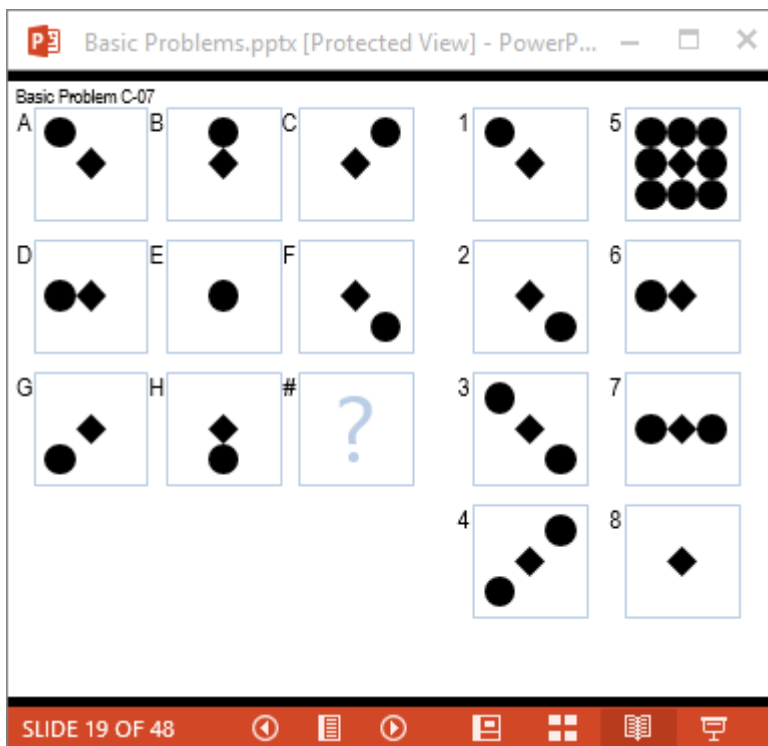 Basic Problems.pptx [Protected View] - PowerP...
Basic Problem C-07
A B C 1 5
D E F 2 6
G H # ? 3 7
4 8
SLIDE 19 OF 48